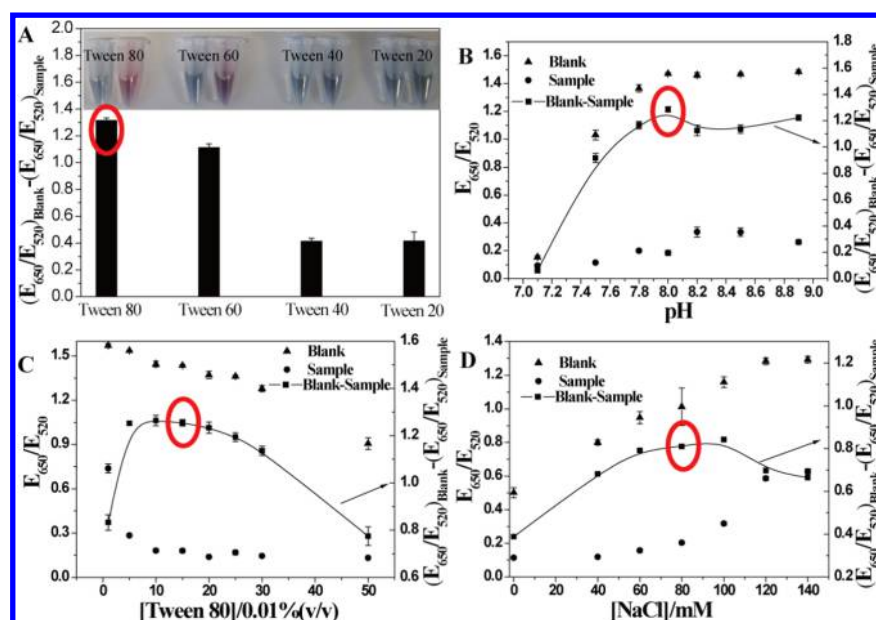 A
Tween 80 Tween 60 Tween 40 Tween 20
(E650/E520)Blank-(E650/E520)Sample
2.0
1.8
1.6
1.4
1.2
1.0
0.8
0.6
0.4
0.2
0.0
Tween 80 Tween 60 Tween 40 Tween 20
B
Blank
Sample
Blank-Sample
E650/E520
1.6
1.4
1.2
1.0
0.8
0.6
0.4
0.2
0.0
(E650/E520)Blank-(E650/E520)Sample
1.8
1.6
1.4
1.2
1.0
0.8
0.6
0.4
0.2
0.0
7.0 7.2 7.4 7.6 7.8 8.0 8.2 8.4 8.6 8.8 9.0
pH
C
Blank
Sample
Blank-Sample
E650/E520
1.5
1.2
0.9
0.6
0.3
0.0
(E650/E520)Blank-(E650/E520)Sample
1.6
1.4
1.2
1.0
0.8
0.6
0 10 20 30 40 50
[Tween 80]/0.01%(v/v)
D
Blank
Sample
Blank-Sample
E650/E520
1.4
1.2
1.0
0.8
0.6
0.4
0.2
0.0
(E650/E520)Blank-(E650/E520)Sample
1.2
1.0
0.8
0.6
0.4
0.2
0 20 40 60 80 100 120 140
[NaCl]/mM